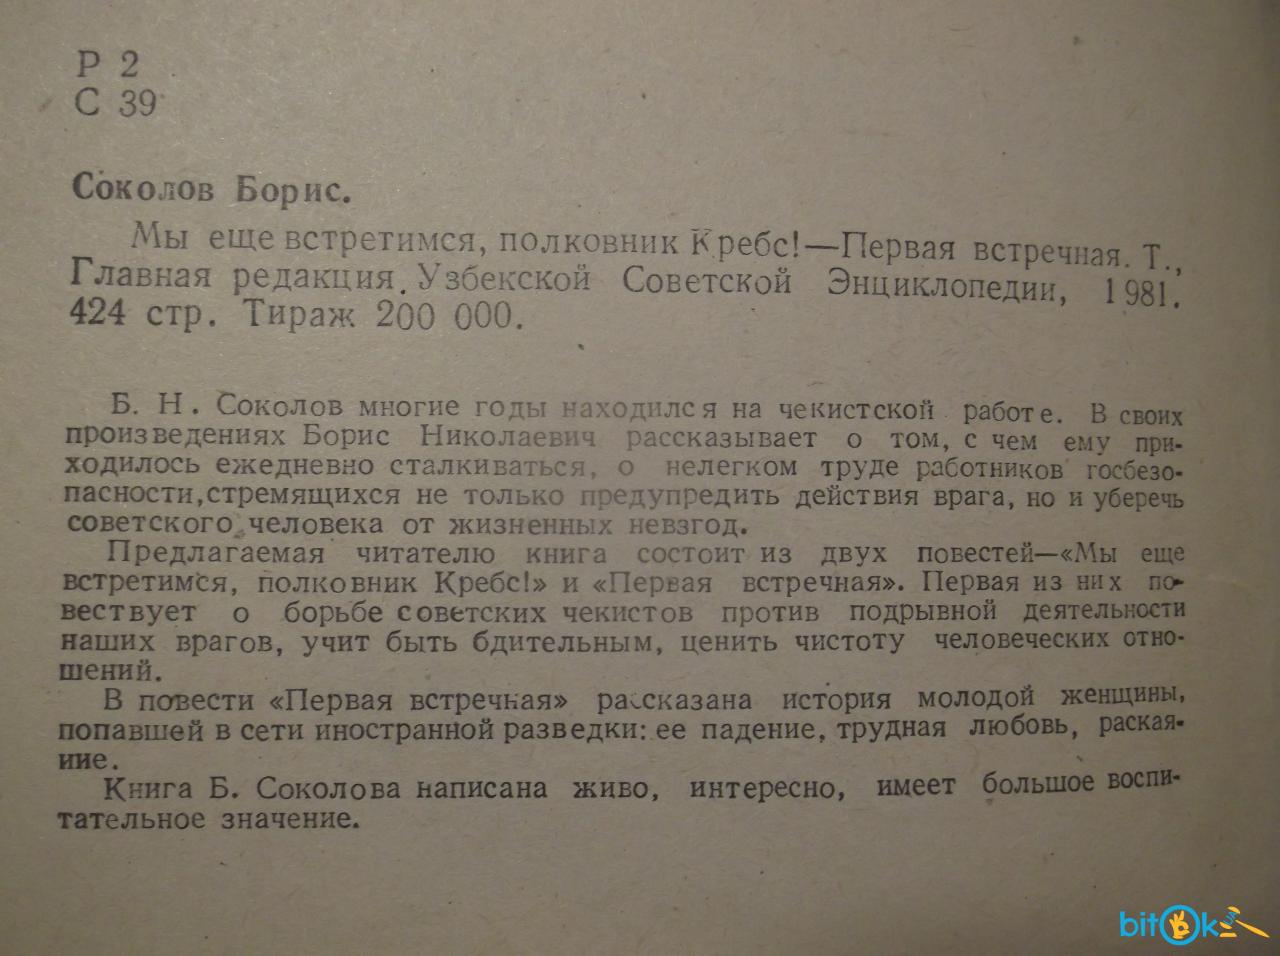 Р 2
С 39
Соколов Борис.
Мы еще встретимся, полковник Кребс!—Первая встречная. Т.,
Главная редакция Узбекской Советской Энциклопедии, 1981.
424 стр. Тираж 200 000.
Б. Н. Соколов многие годы находился на чекистской работе. В своих
произведениях Борис Николаевич рассказывает о том, с чем ему при-
ходилось ежедневно сталкиваться, о нелегком труде работников госбезо-
пасности,стремящихся не только предупредить действия врага, но и уберечь
советского человека от жизненных невзгод.
Предлагаемая читателю книга состоит из двух повестей—«Мы еще
встретимся, полковник Кребс!» и «Первая встречная». Первая из них по-
вествует о борьбе советских чекистов против подрывной деятельности
наших врагов, учит быть бдительным, ценить чистоту человеческих отно-
шений.
В повести «Первая встречная» рассказана история молодой женщины,
попавшей в сети иностранной разведки: ее падение, трудная любовь, раская-
ние.
Книга Б. Соколова написана живо, интересно, имеет большое воспи-
тательное значение.
bitOk